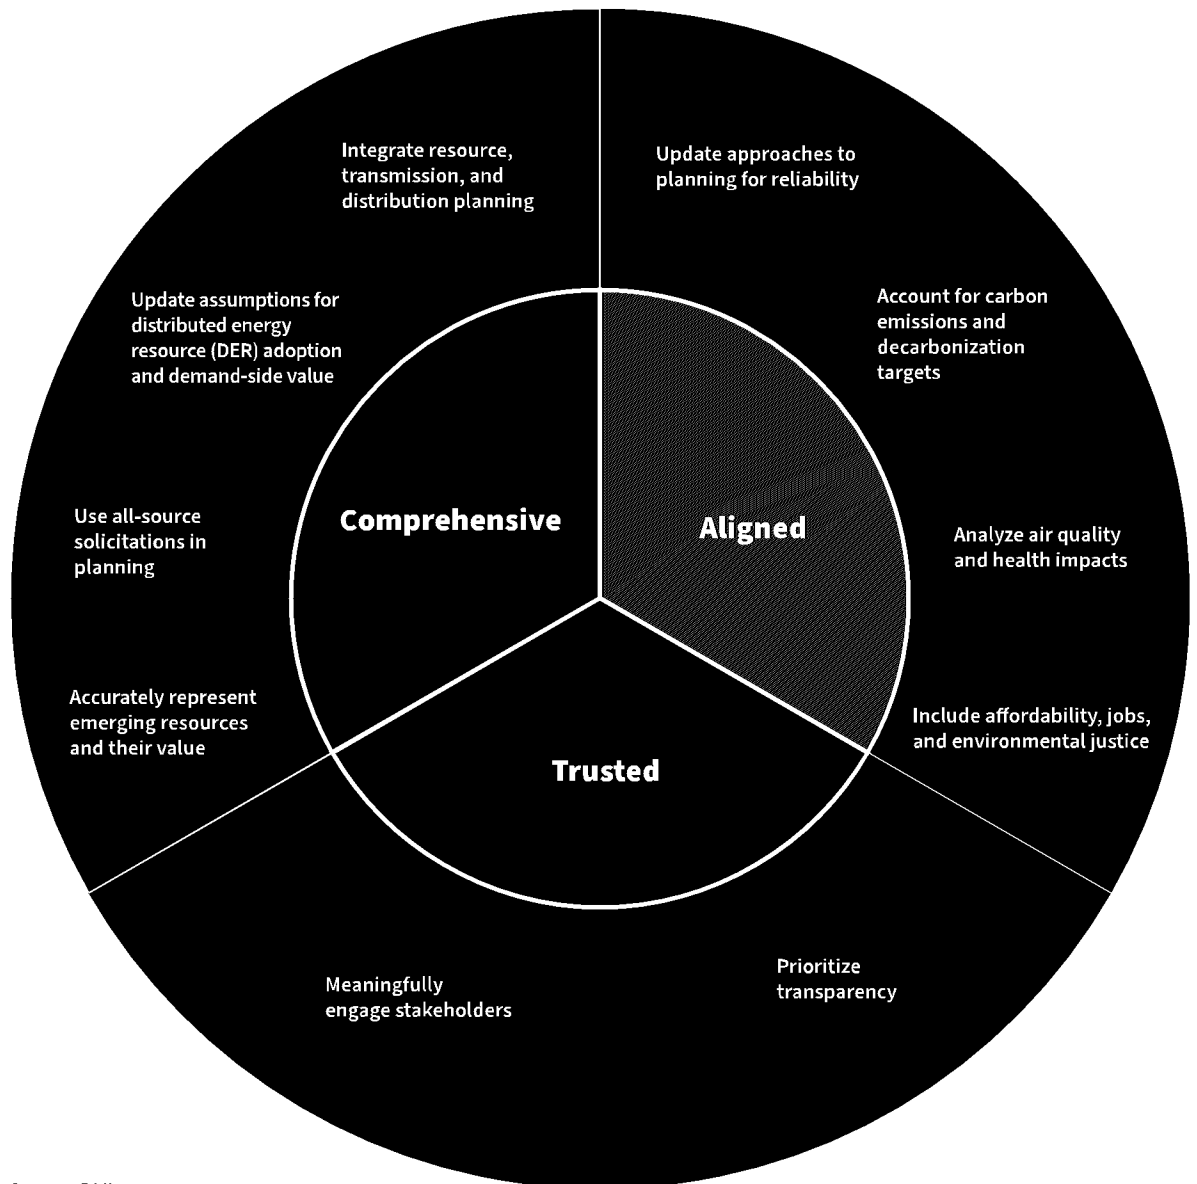 Integrate resource,
transmission, and
distribution planning
Update approaches to
planning for reliability
Update assumptions for
distributed energy
resource (DER) adoption
and demand-side value
Account for carbon
emissions and
decarbonization
targets
Use all-source
solicitations in
planning
Comprehensive
Aligned
Analyze air quality
and health impacts
Accurately represent
emerging resources
and their value
Include affordability, jobs,
and environmental justice
Trusted
Meaningfully
engage stakeholders
Prioritize
transparency